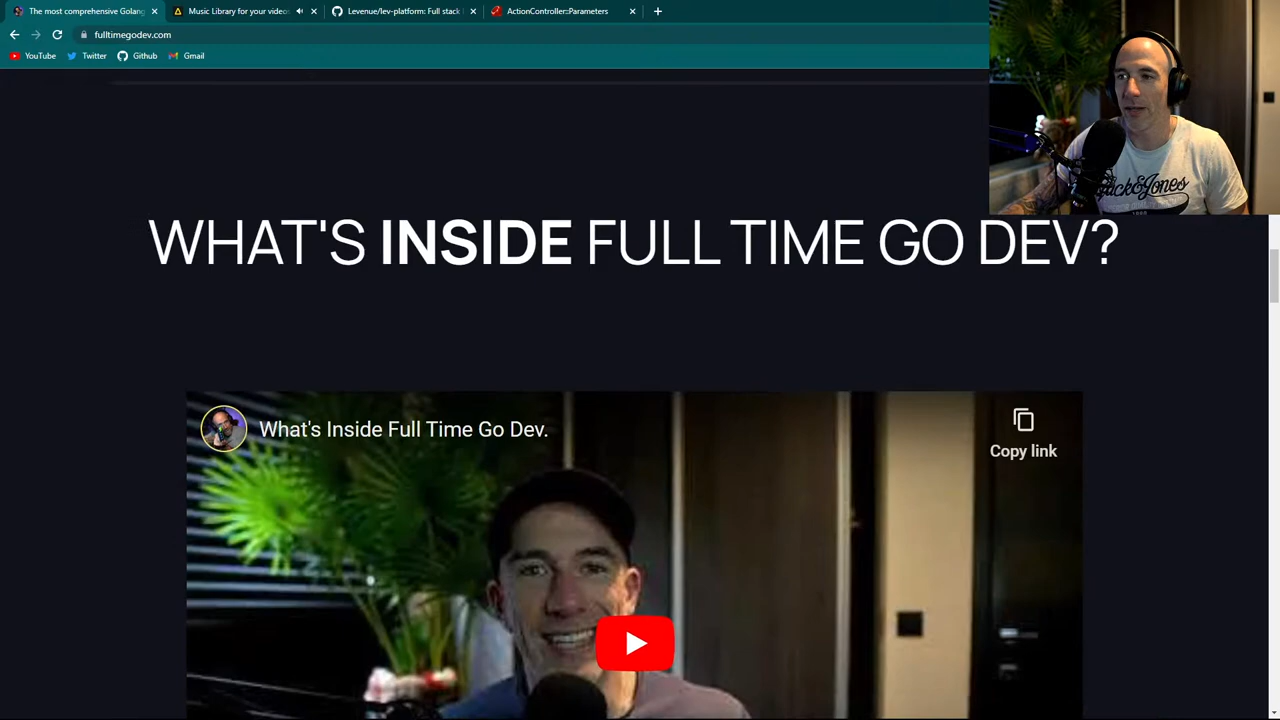 The most comprehensive Golang
Music Library for your video
Levenue/lev-platform: Full stack
ActionController::Parameters
fulltimegodev.com
YouTube
Twitter
Github
Gmail
WHAT'S INSIDE FULL TIME GO DEV?
What's Inside Full Time Go Dev.
Copy link